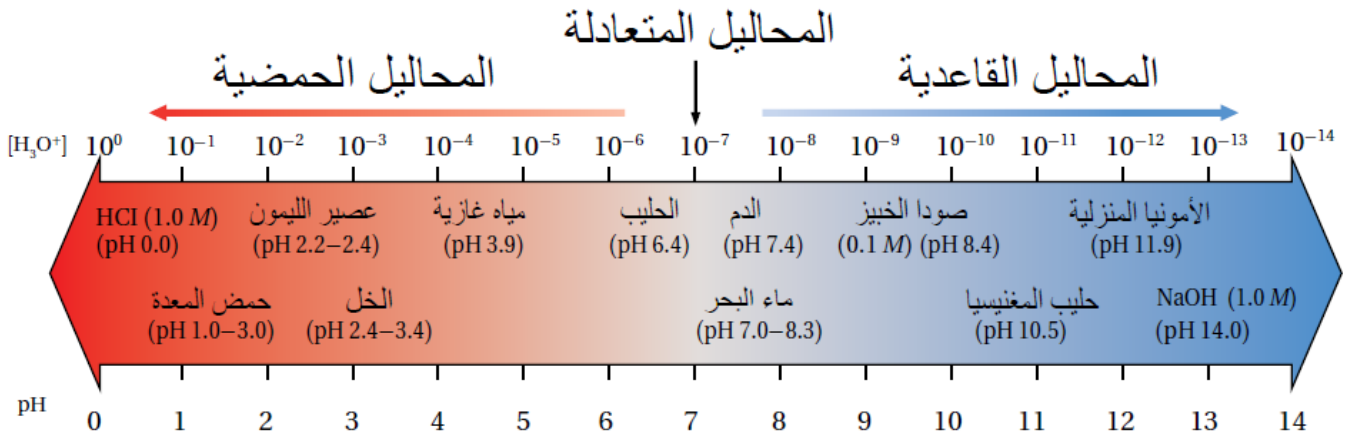 المحاليل المتعادلة
المحاليل الحمضية
المحاليل القاعدية
[H₃O⁺] 10⁰ 10⁻¹ 10⁻² 10⁻³ 10⁻⁴ 10⁻⁵ 10⁻⁶ 10⁻⁷ 10⁻⁸ 10⁻⁹ 10⁻¹⁰ 10⁻¹¹ 10⁻¹² 10⁻¹³ 10⁻¹⁴
HCl (1.0 M)
(pH 0.0)
عصير الليمون
(pH 2.2–2.4)
مياه غازية
(pH 3.9)
الحليب
(pH 6.4)
الدم
(pH 7.4)
صودا الخبيز
(0.1 M) (pH 8.4)
الأمونيا المنزلية
(pH 11.9)
حمض المعدة
(pH 1.0–3.0)
الخل
(pH 2.4–3.4)
ماء البحر
(pH 7.0–8.3)
حليب المغنيسيا
(pH 10.5)
NaOH (1.0 M)
(pH 14.0)
pH 0 1 2 3 4 5 6 7 8 9 10 11 12 13 14